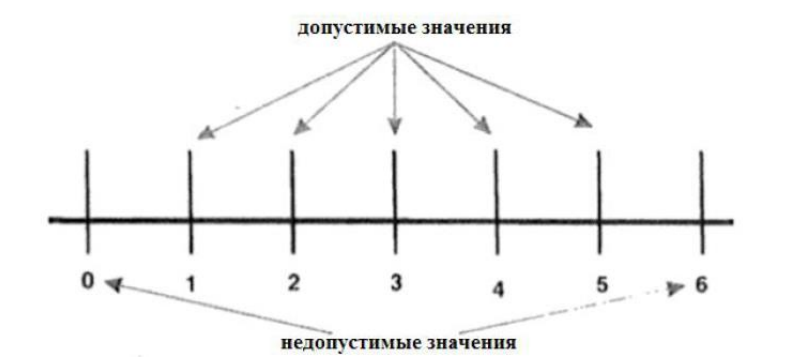 допустимые значения
0 1 2 3 4 5 6
недопустимые значения